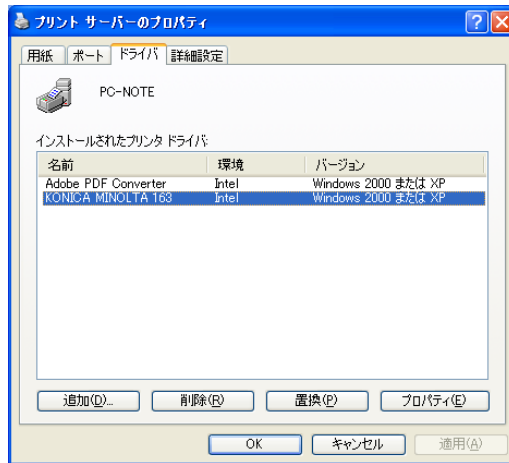 プリント サーバーのプロパティ
用紙 ポート ドライバ 詳細設定
PC-NOTE
インストールされたプリンタ ドライバ:
名前 環境 バージョン
Adobe PDF Converter Intel Windows 2000 または XP
KONICA MINOLTA 163 Intel Windows 2000 または XP
追加(D)... 削除(R) 置換(P) プロパティ(E)
OK キャンセル 適用(A)